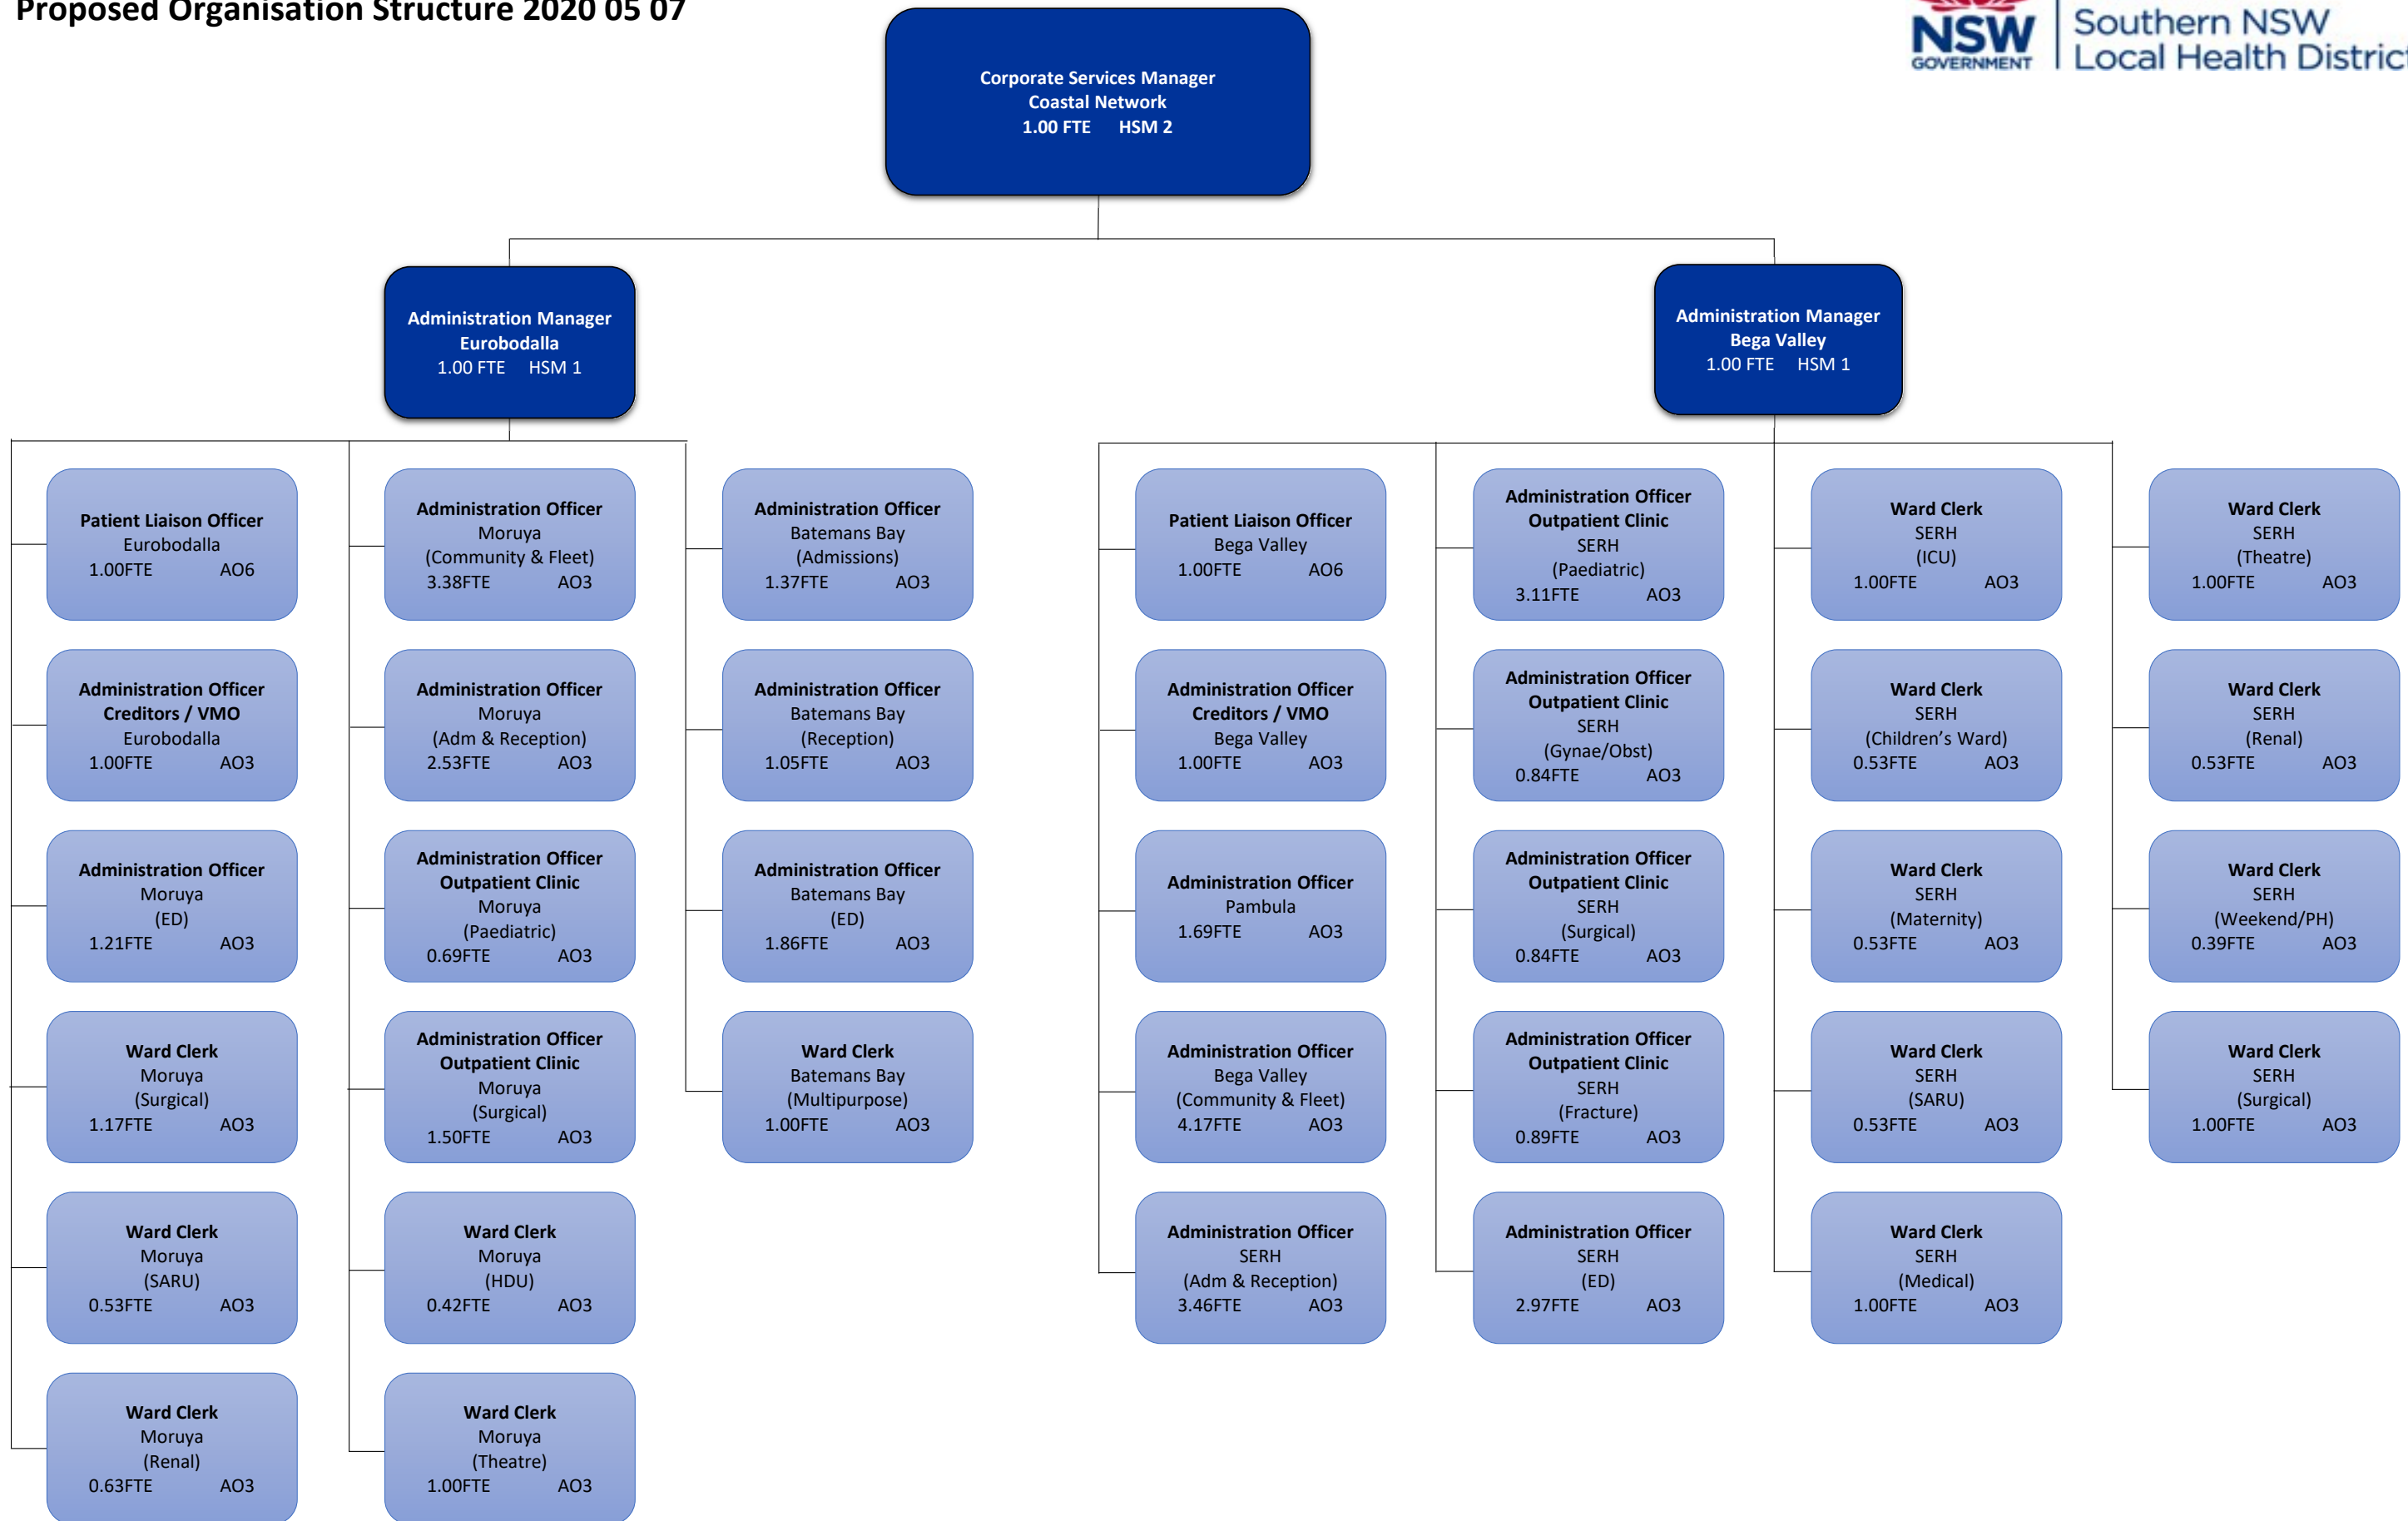 Proposed Organisation Structure 2020 05 07
NSW
GOVERNMENT
Southern NSW
Local Health District
Corporate Services Manager
Coastal Network
1.00 FTE HSM 2
Administration Manager
Eurobodalla
1.00 FTE HSM 1
Administration Manager
Bega Valley
1.00 FTE HSM 1
Patient Liaison Officer
Eurobodalla
1.00FTE AO6
Administration Officer
Creditors / VMO
Eurobodalla
1.00FTE AO3
Administration Officer
Moruya
(ED)
1.21FTE AO3
Ward Clerk
Moruya
(Surgical)
1.17FTE AO3
Ward Clerk
Moruya
(SARU)
0.53FTE AO3
Ward Clerk
Moruya
(Renal)
0.63FTE AO3
Administration Officer
Moruya
(Community & Fleet)
3.38FTE AO3
Administration Officer
Moruya
(Adm & Reception)
2.53FTE AO3
Administration Officer
Outpatient Clinic
Moruya
(Paediatric)
0.69FTE AO3
Administration Officer
Outpatient Clinic
Moruya
(Surgical)
1.50FTE AO3
Ward Clerk
Moruya
(HDU)
0.42FTE AO3
Ward Clerk
Moruya
(Theatre)
1.00FTE AO3
Administration Officer
Batemans Bay
(Admissions)
1.37FTE AO3
Administration Officer
Batemans Bay
(Reception)
1.05FTE AO3
Administration Officer
Batemans Bay
(ED)
1.86FTE AO3
Ward Clerk
Batemans Bay
(Multipurpose)
1.00FTE AO3
Patient Liaison Officer
Bega Valley
1.00FTE AO6
Administration Officer
Creditors / VMO
Bega Valley
1.00FTE AO3
Administration Officer
Pambula
1.69FTE AO3
Administration Officer
Bega Valley
(Community & Fleet)
4.17FTE AO3
Administration Officer
SERH
(Adm & Reception)
3.46FTE AO3
Administration Officer
Outpatient Clinic
SERH
(Paediatric)
3.11FTE AO3
Administration Officer
Outpatient Clinic
SERH
(Gynae/Obst)
0.84FTE AO3
Administration Officer
Outpatient Clinic
SERH
(Surgical)
0.84FTE AO3
Administration Officer
Outpatient Clinic
SERH
(Fracture)
0.89FTE AO3
Administration Officer
SERH
(ED)
2.97FTE AO3
Ward Clerk
SERH
(ICU)
1.00FTE AO3
Ward Clerk
SERH
(Children’s Ward)
0.53FTE AO3
Ward Clerk
SERH
(Maternity)
0.53FTE AO3
Ward Clerk
SERH
(SARU)
0.53FTE AO3
Ward Clerk
SERH
(Medical)
1.00FTE AO3
Ward Clerk
SERH
(Theatre)
1.00FTE AO3
Ward Clerk
SERH
(Renal)
0.53FTE AO3
Ward Clerk
SERH
(Weekend/PH)
0.39FTE AO3
Ward Clerk
SERH
(Surgical)
1.00FTE AO3